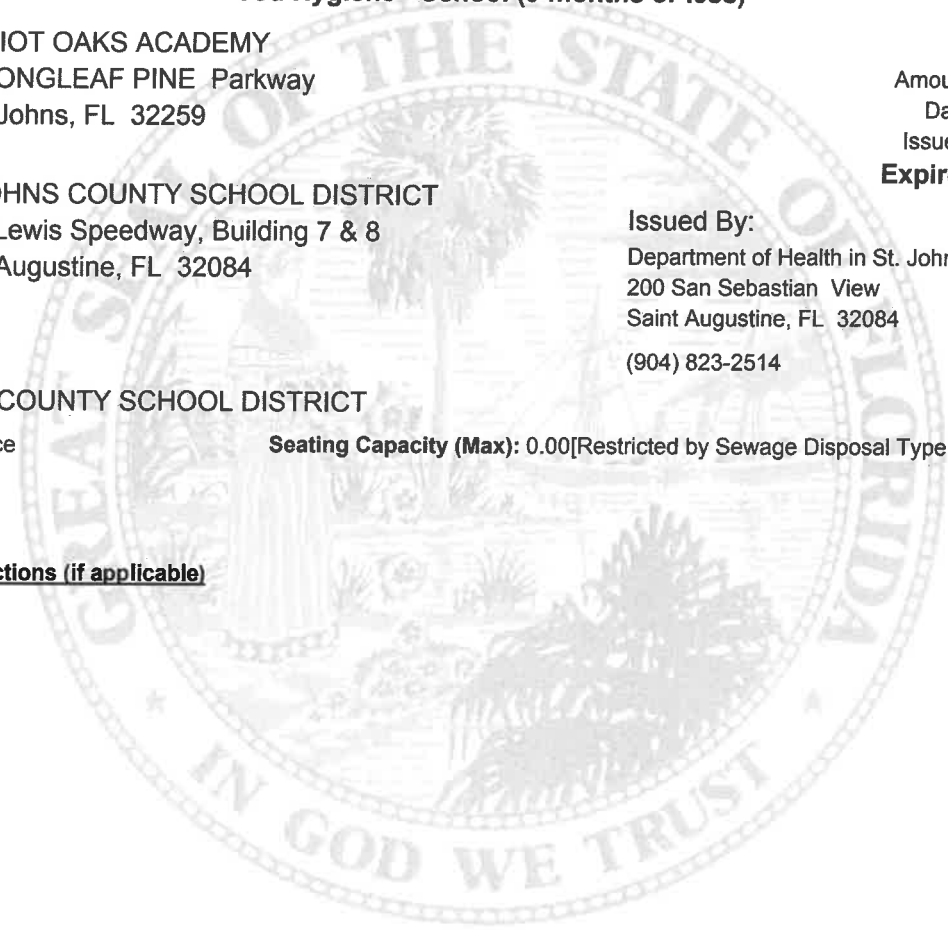 School (9 months or less)
IOT OAKS ACADEMY
ONGLEAF PINE Parkway
Johns, FL 32259
Amou
Da
Issue
Expir
OHNS COUNTY SCHOOL DISTRICT
Lewis Speedway, Building 7 & 8
Augustine, FL 32084
Issued By:
Department of Health in St. John
200 San Sebastian View
Saint Augustine, FL 32084
(904) 823-2514
COUNTY SCHOOL DISTRICT
ce
Seating Capacity (Max): 0.00[Restricted by Sewage Disposal Type
ctions (if applicable)
GREAT SEAL OF THE STATE OF FLORIDA
IN GOD WE TRUST